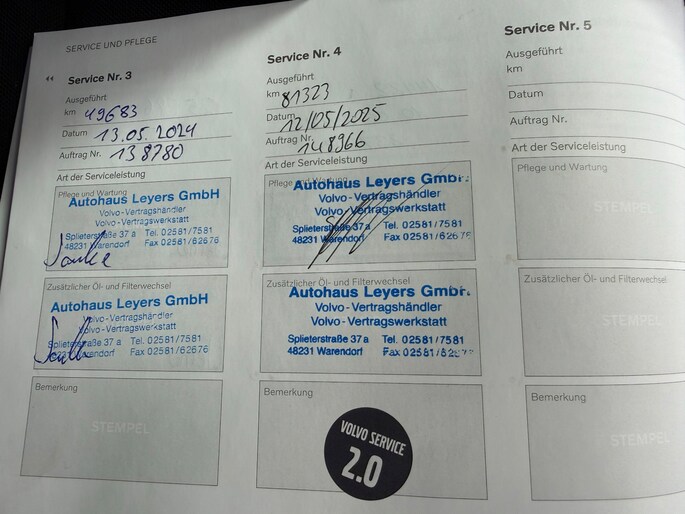 SERVICE UND PFLEGE
Service Nr. 3
Ausgeführt
km 49683
Datum 13.05.2024
Auftrag Nr. 138780
Art der Serviceleistung
Pflege und Wartung
Autohaus Leyers GmbH
Volvo-Vertragshändler
Volvo-Vertragswerkstatt
Splieterstraße 37 a Tel. 02581/7581
48231 Warendorf Fax 02581/62676
Zusätzlicher Öl- und Filterwechsel
Autohaus Leyers GmbH
Volvo-Vertragshändler
Volvo-Vertragswerkstatt
Splieterstraße 37 a Tel. 02581/7581
48231 Warendorf Fax 02581/62676
Bemerkung
STEMPEL
Service Nr. 4
Ausgeführt
km 81323
Datum 12/05/2025
Auftrag Nr. 148966
Art der Serviceleistung
Pflege und Wartung
Autohaus Leyers GmbH
Volvo-Vertragshändler
Volvo-Vertragswerkstatt
Splieterstraße 37 a Tel. 02581/7581
48231 Warendorf Fax 02581/62676
Zusätzlicher Öl- und Filterwechsel
Autohaus Leyers GmbH
Volvo-Vertragshändler
Volvo-Vertragswerkstatt
Splieterstraße 37 a Tel. 02581/7581
48231 Warendorf Fax
Bemerkung
VOLVO SERVICE
2.0
Service Nr. 5
Ausgeführt
km
Datum
Auftrag Nr.
Art der Serviceleistung
Pflege und Wartung
STEMPEL
Zusätzlicher Öl- und Filterwechsel
STEMPEL
Bemerkung
STEMPEL